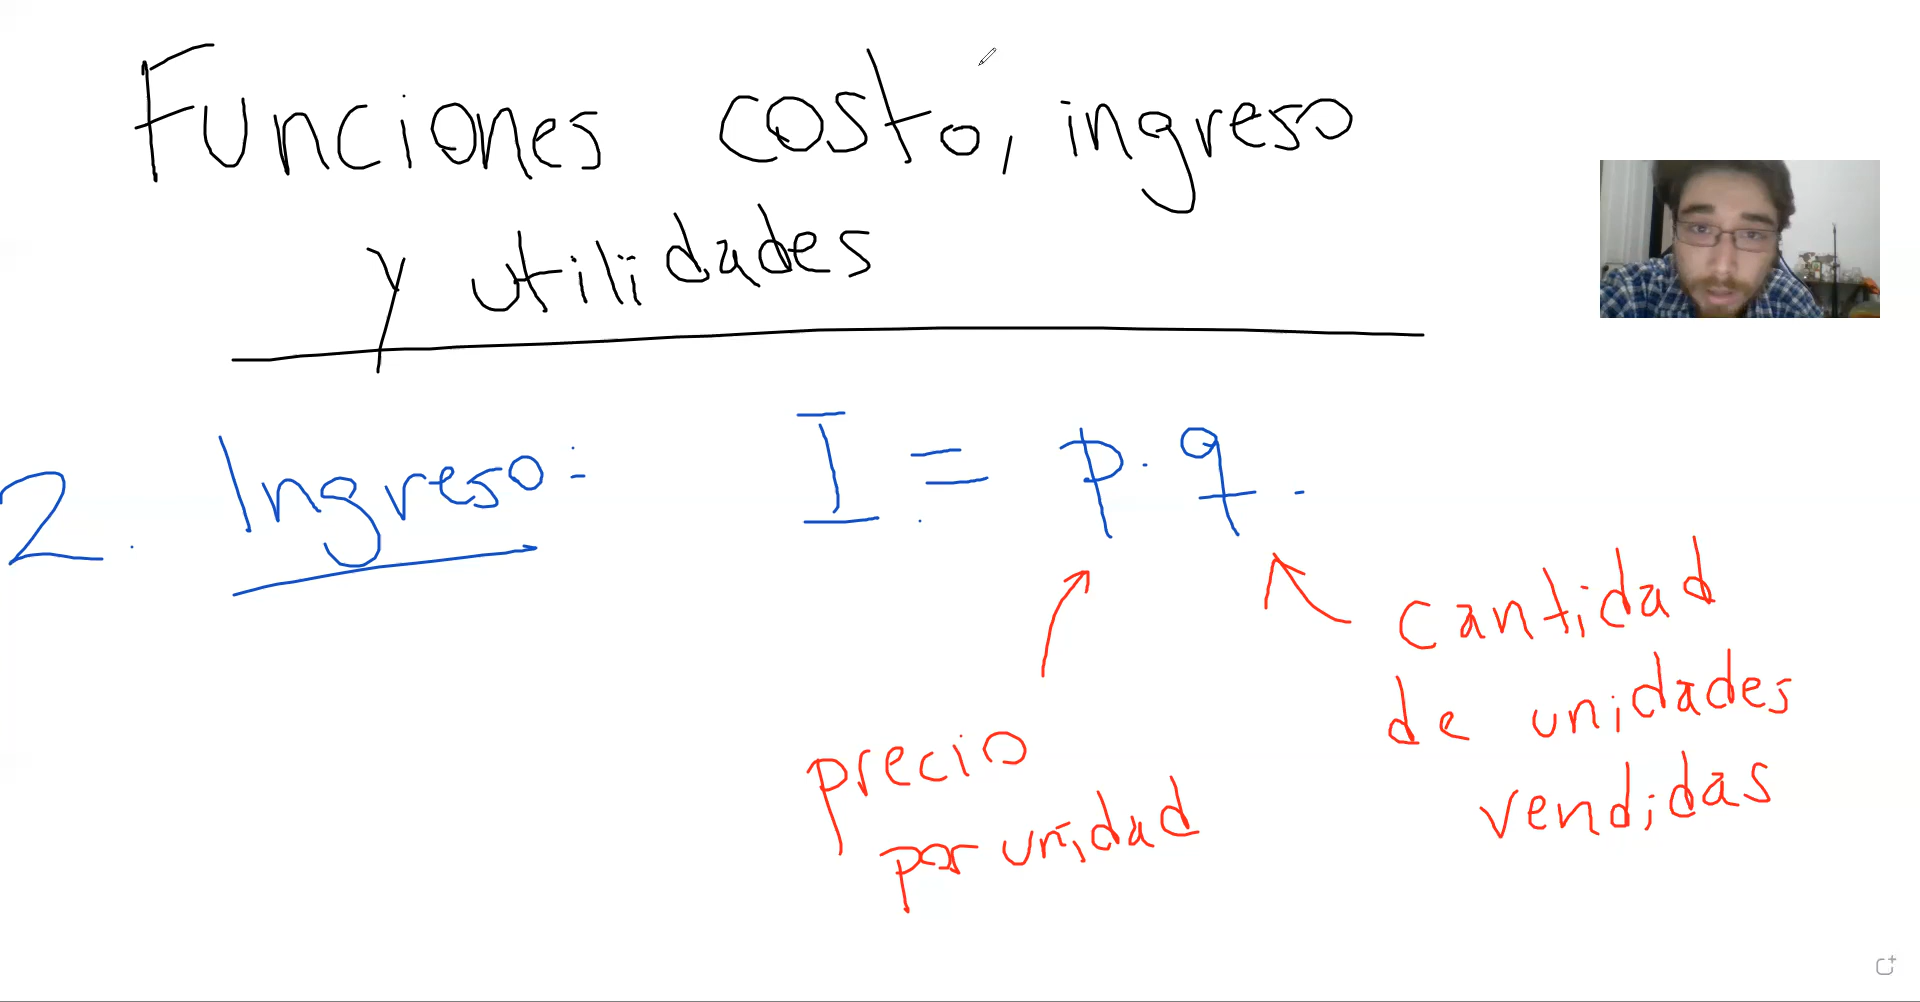 Funciones costo, ingreso
y utilidades
2. Ingreso: I = p · q.
cantidad
de unidades
vendidas
precio
por unidad